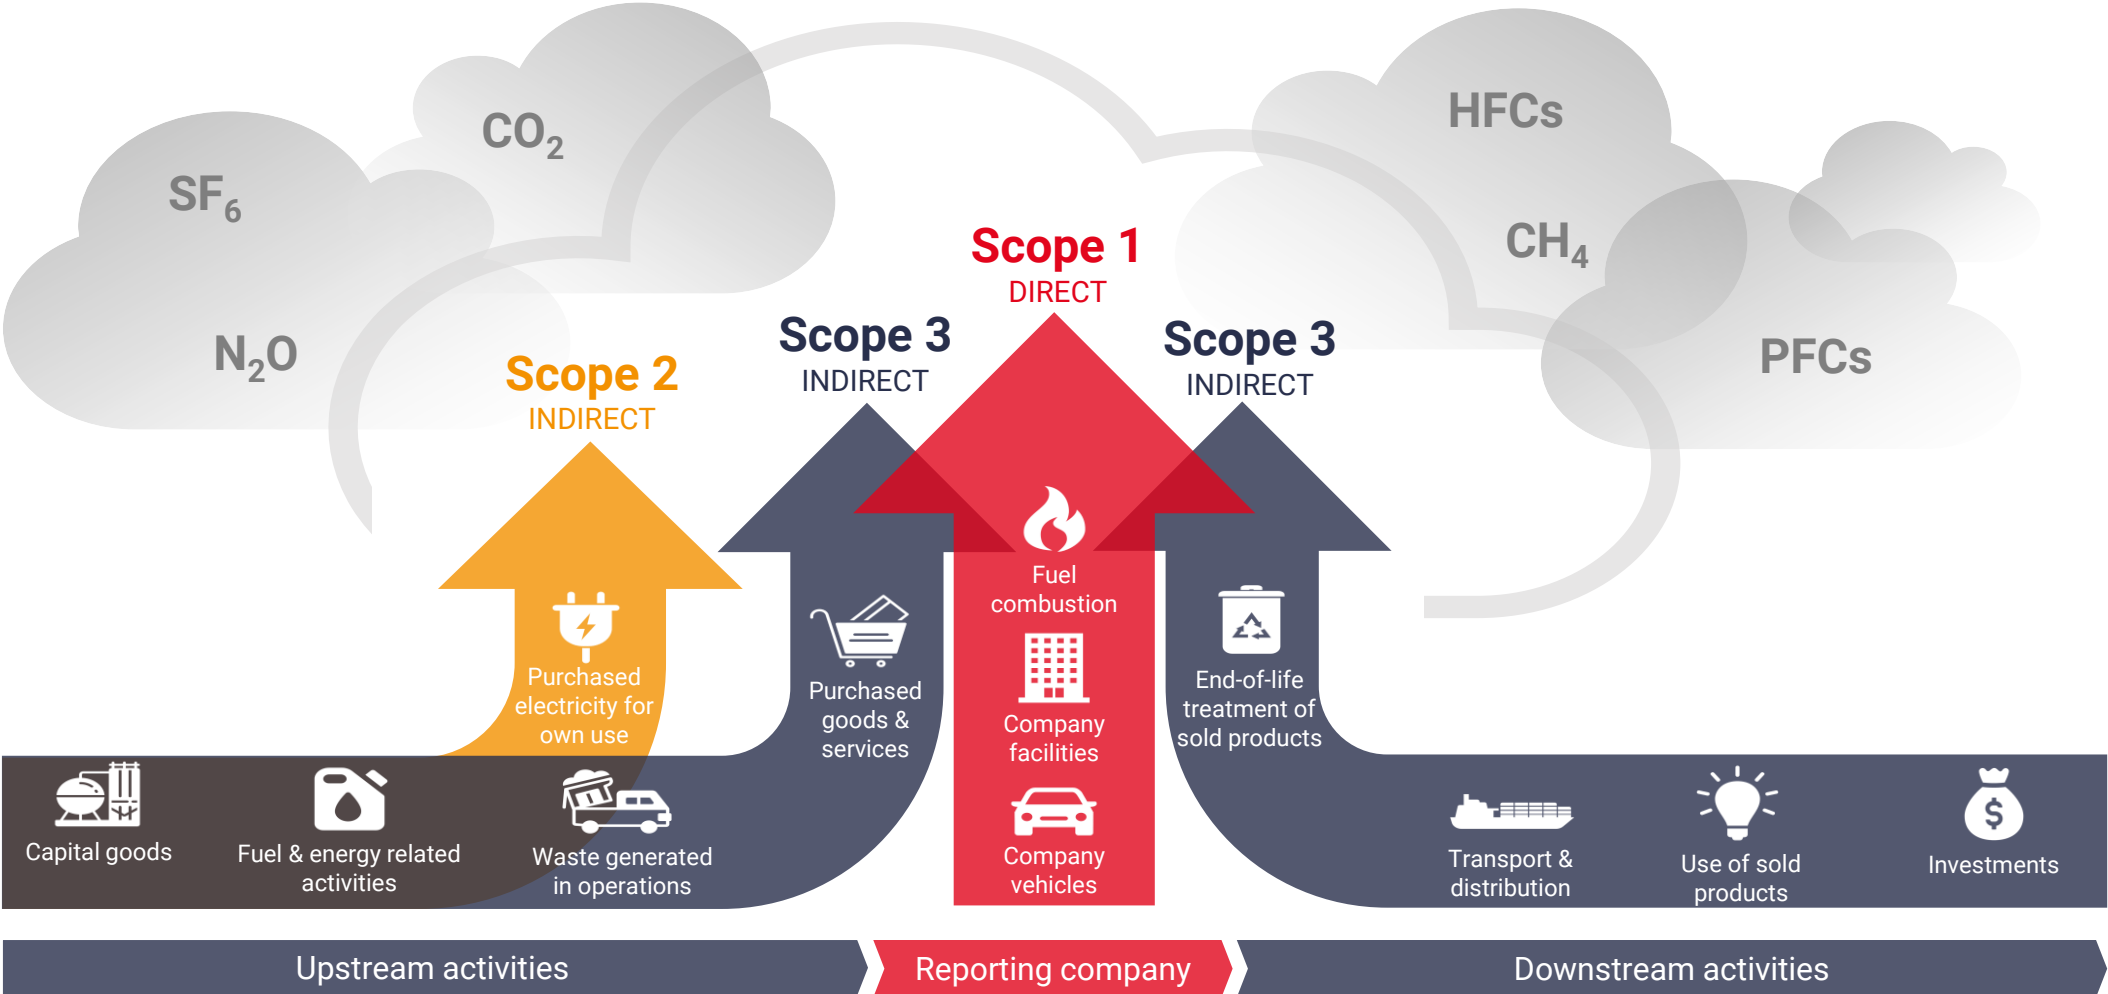 SF₆
N₂O
CO₂
HFCs
CH₄
PFCs
Scope 2
INDIRECT
Scope 3
INDIRECT
Scope 1
DIRECT
Scope 3
INDIRECT
Purchased
electricity for
own use
Purchased
goods &
services
Fuel
combustion
Company
facilities
Company
vehicles
End-of-life
treatment of
sold products
Capital goods
Fuel & energy related
activities
Waste generated
in operations
Transport &
distribution
Use of sold
products
Investments
$
Upstream activities
Reporting company
Downstream activities